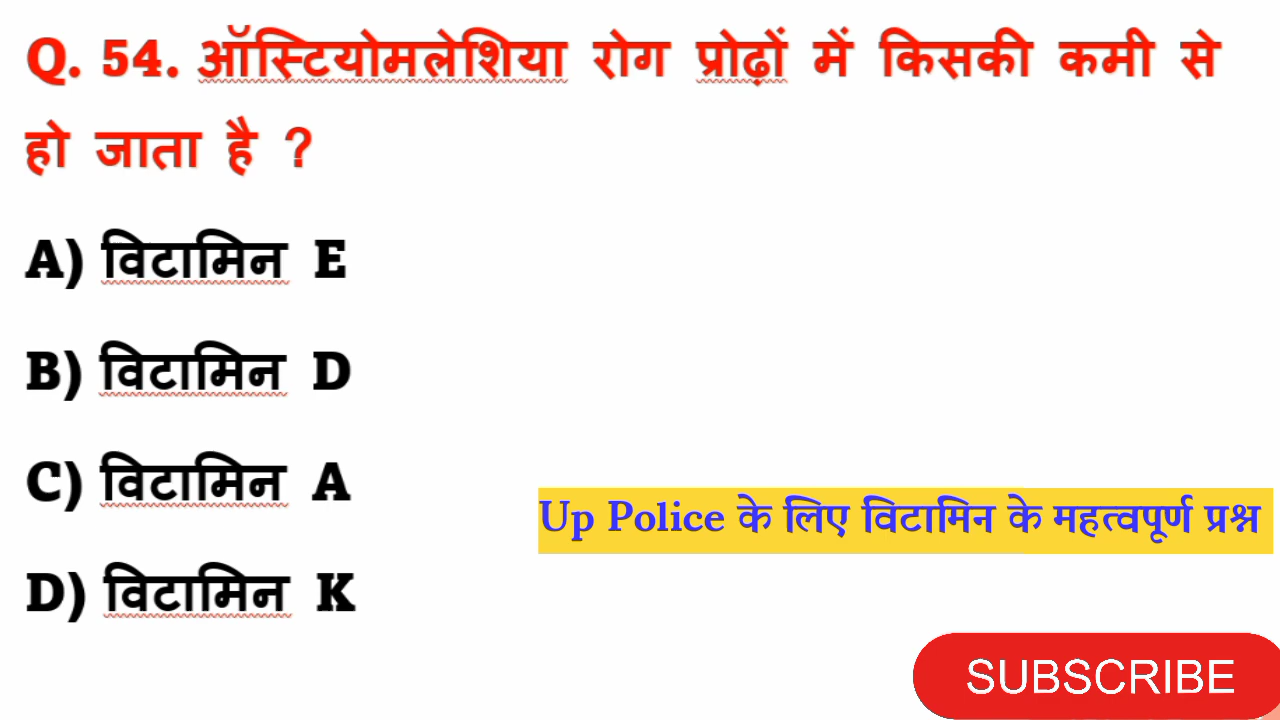 Q. 54. ऑस्टियोमलेशिया रोग प्रोढ़ों में किसकी कमी से
हो जाता है ?
A) विटामिन E
B) विटामिन D
C) विटामिन A
Up Police के लिए विटामिन के महत्वपूर्ण प्रश्न
D) विटामिन K
SUBSCRIBE